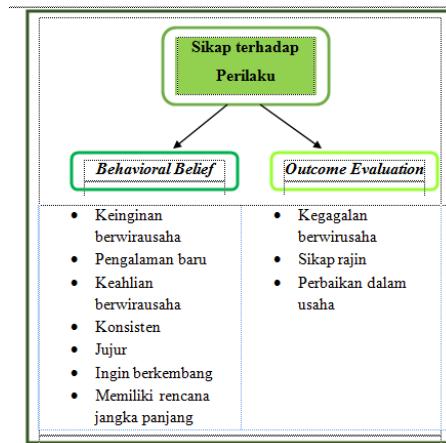 Sikap terhadap
Perilaku
Behavioral Belief
Outcome Evaluation
• Keinginan
berwirausaha
• Pengalaman baru
• Keahlian
berwirausaha
• Konsisten
• Jujur
• Ingin berkembang
• Memiliki rencana
jangka panjang
• Kegagalan
berwirusaha
• Sikap rajin
• Perbaikan dalam
usaha